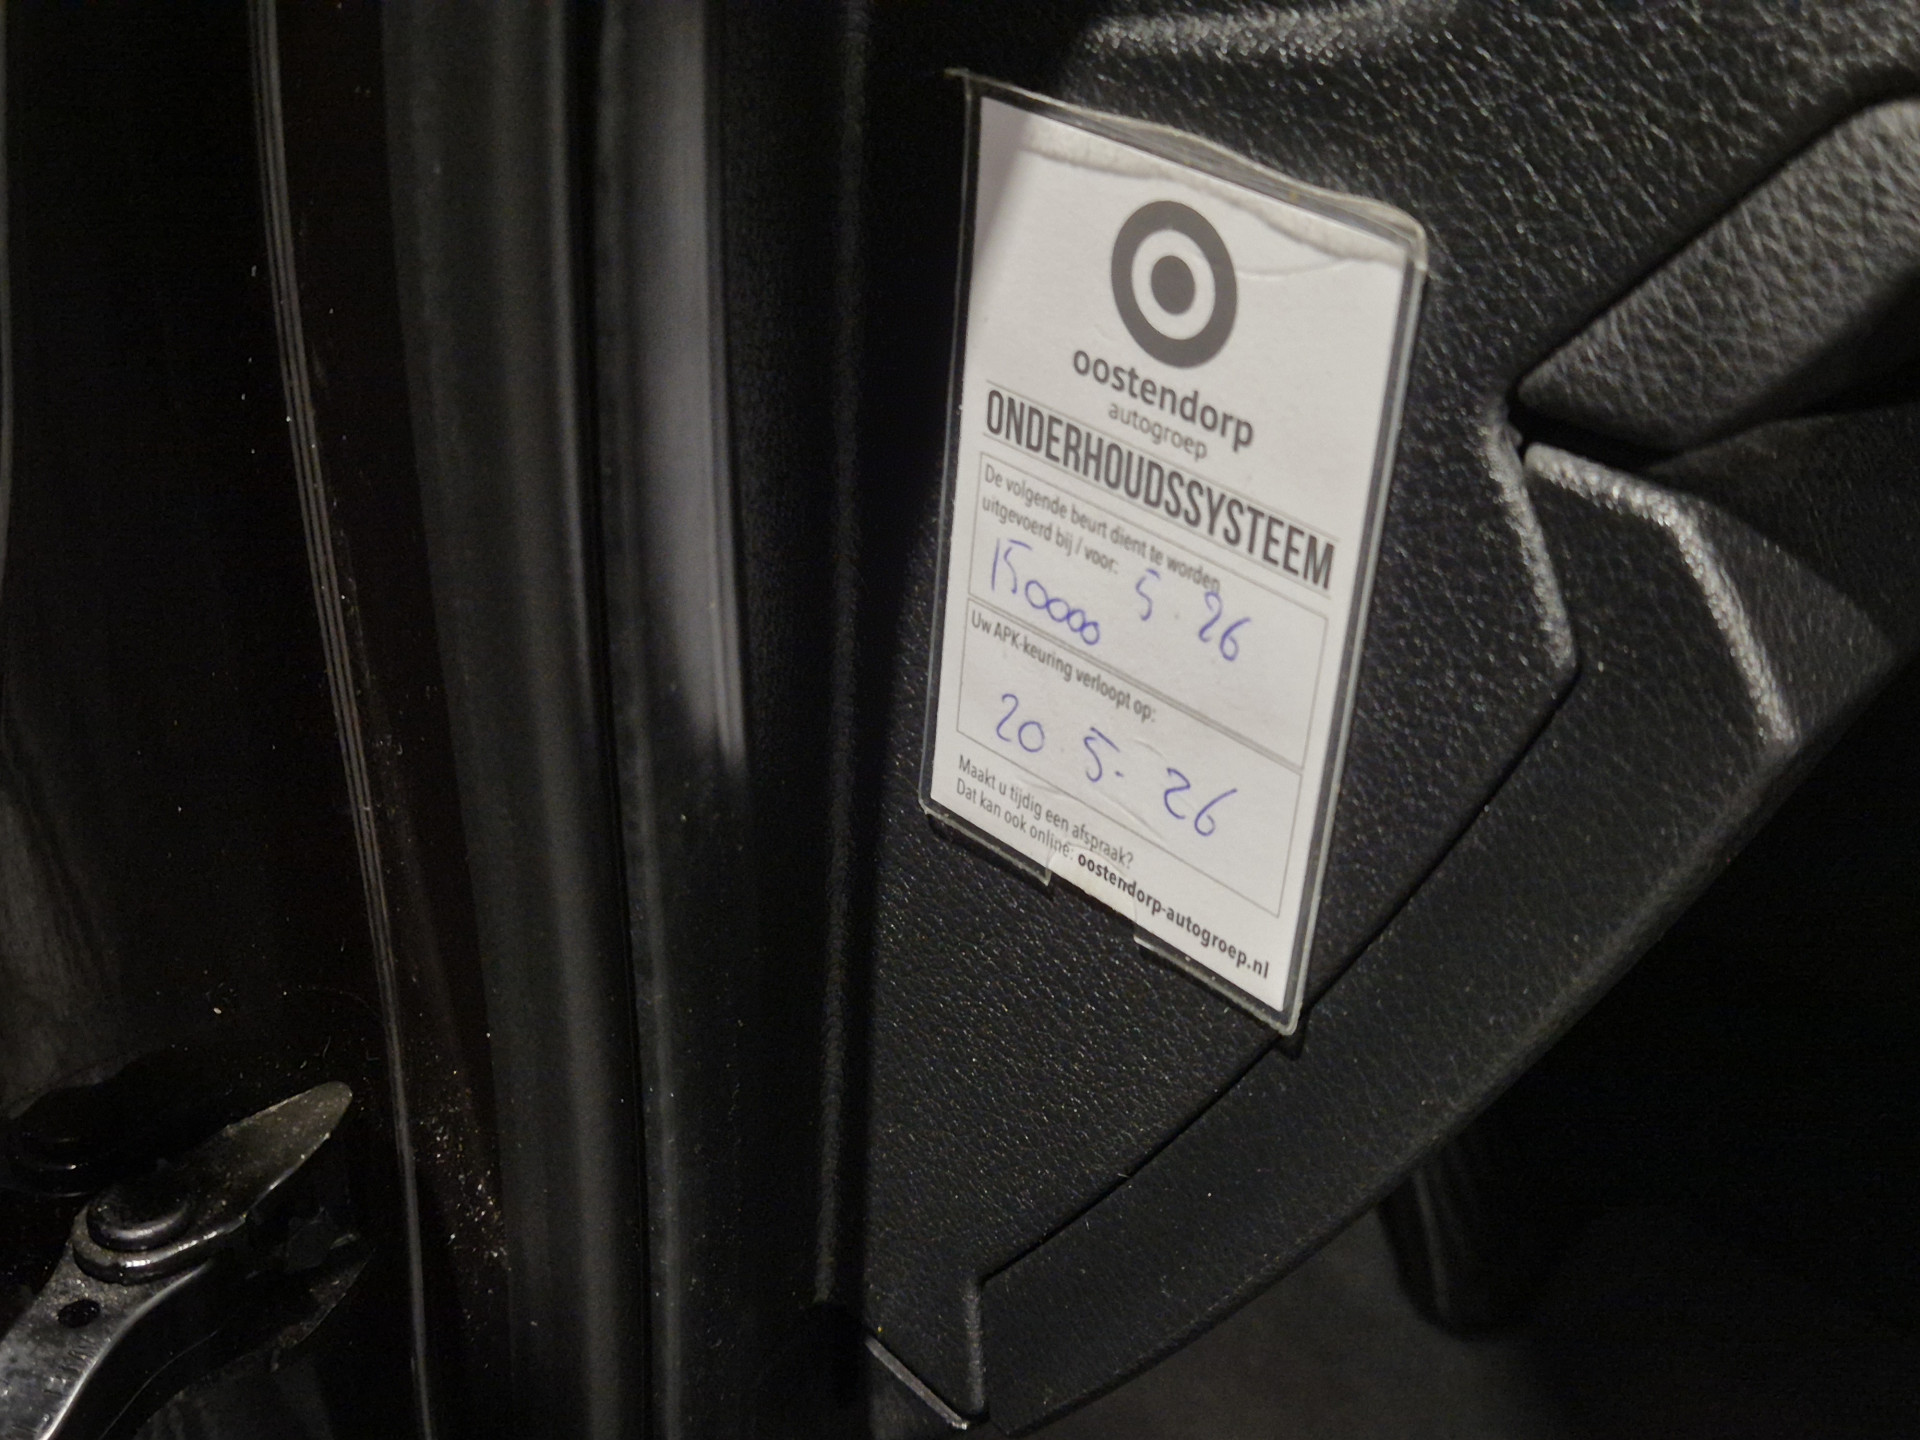 oostendorp
autogroep
ONDERHOUDSSYSTEEM
De volgende beurt dient te worden
uitgevoerd bij / voor:
150000 5 - 26
Uw APK-keuring verloopt op:
20 5 - 26
Maakt u tijdig een afspraak?
Dat kan ook online: oostendorp-autogroep.nl